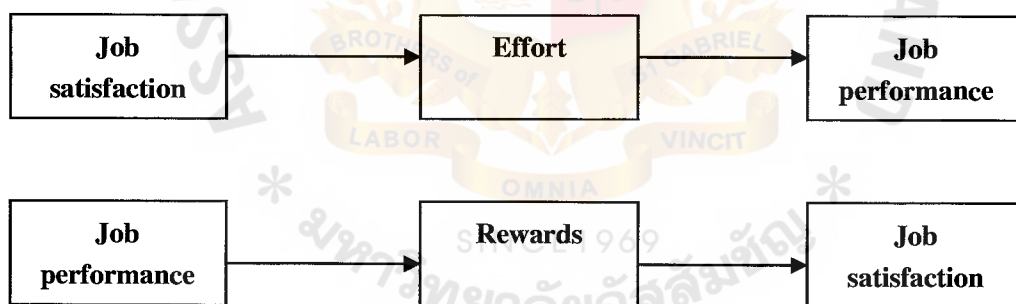 Job
satisfaction
Effort
Job
performance
BROTHERS of
ST GABRIEL
LABOR
VINCIT
OMNIA
Job
performance
Rewards
Job
satisfaction
SINCE 1969